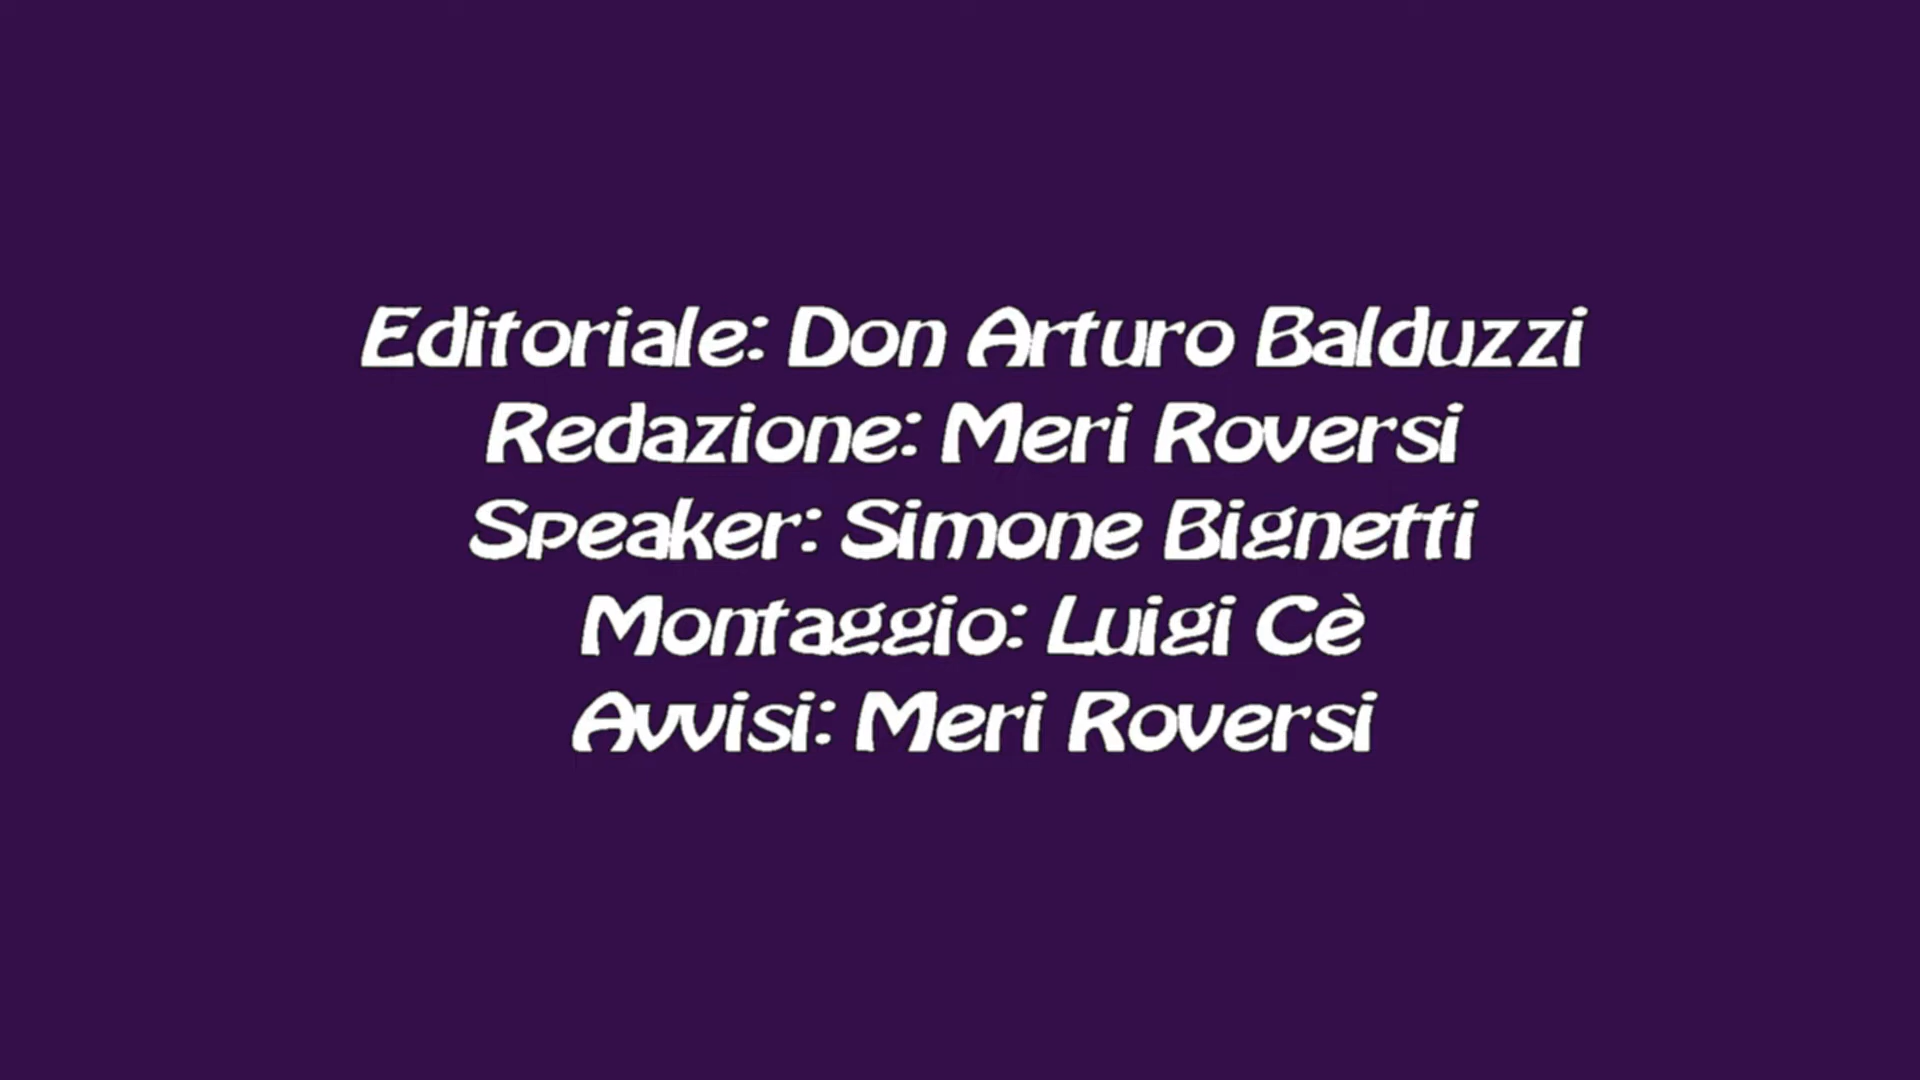 Editoriale: Don Arturo Balduzzi
Redazione: Meri Roversi
Speaker: Simone Bignetti
Montaggio: Luigi Cè
Avvisi: Meri Roversi